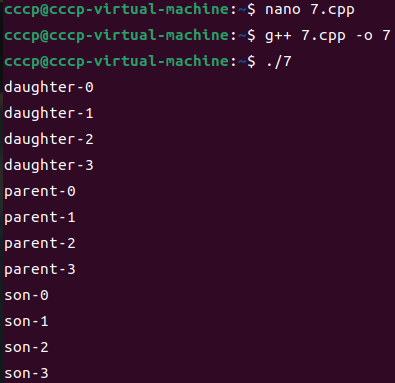 cccp@cccp-virtual-machine:~$ nano 7.cpp
cccp@cccp-virtual-machine:~$ g++ 7.cpp -o 7
cccp@cccp-virtual-machine:~$ ./7
daughter-0
daughter-1
daughter-2
daughter-3
parent-0
parent-1
parent-2
parent-3
son-0
son-1
son-2
son-3